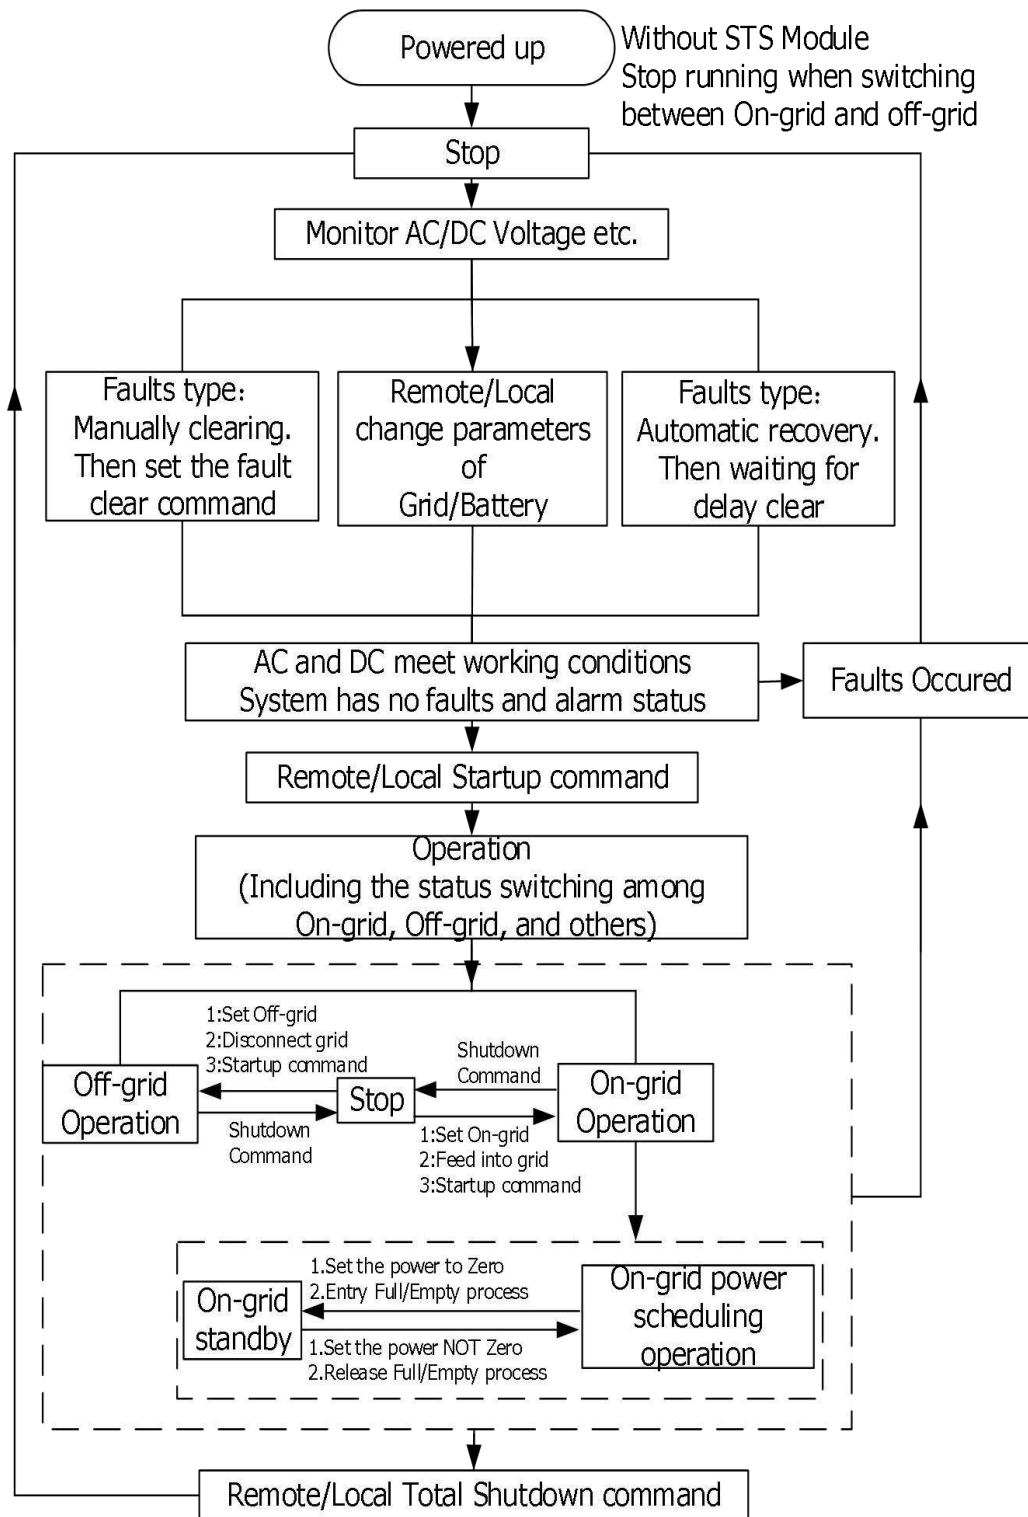 Powered up
Without STS Module
Stop running when switching
between On-grid and off-grid
Stop
Monitor AC/DC Voltage etc.
Faults type:
Manually clearing.
Then set the fault
clear command
Remote/Local
change parameters
of
Grid/Battery
Faults type:
Automatic recovery.
Then waiting for
delay clear
AC and DC meet working conditions
System has no faults and alarm status
Faults Occured
Remote/Local Startup command
Operation
(Including the status switching among
On-grid, Off-grid, and others)
1:Set Off-grid
2:Disconnect grid
3:Startup command
Shutdown
Command
Off-grid
Operation
Stop
On-grid
Operation
Shutdown
Command
1:Set On-grid
2:Feed into grid
3:Startup command
1.Set the power to Zero
2.Entry Full/Empty process
On-grid
standby
On-grid power
scheduling
operation
1.Set the power NOT Zero
2.Release Full/Empty process
Remote/Local Total Shutdown command